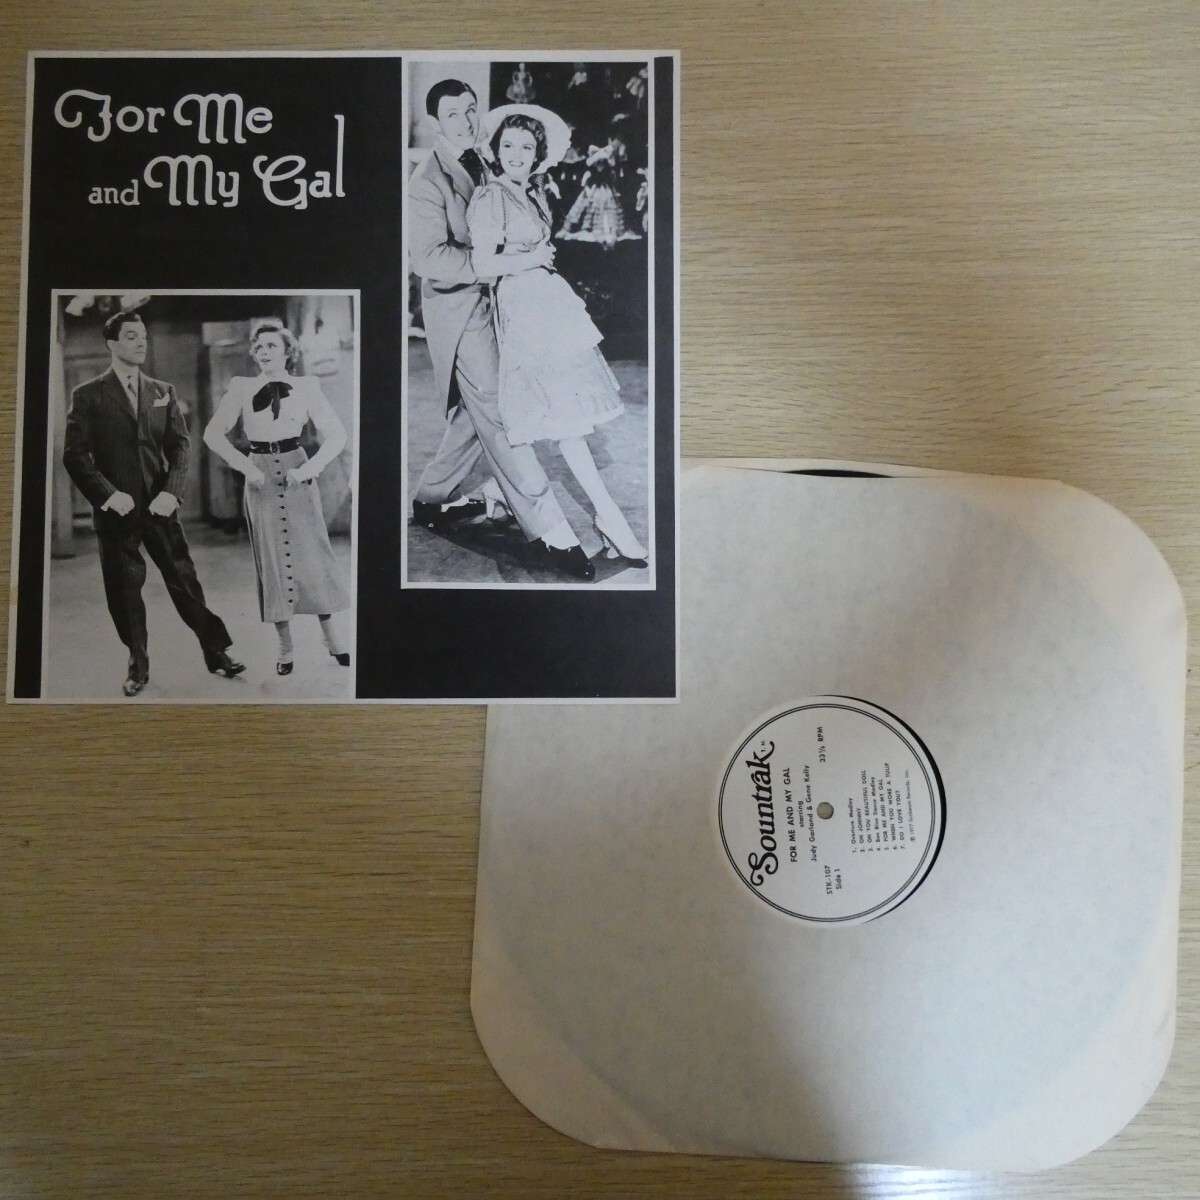 For Me
and My Gal
Sountrak T.M.
FOR ME AND MY GAL
starring
Judy Garland & Gene Kelly
STK-107
Side 1
33⅓ RPM
1. Overture Medley
2. OH JOHNNY
3. OH YOU BEAUTIFUL DOLL
4. Bon Bine Dance Medley
5. FOR ME AND MY GAL
6. WHEN YOU WORE A TULIP
7. DO I LOVE YOU?